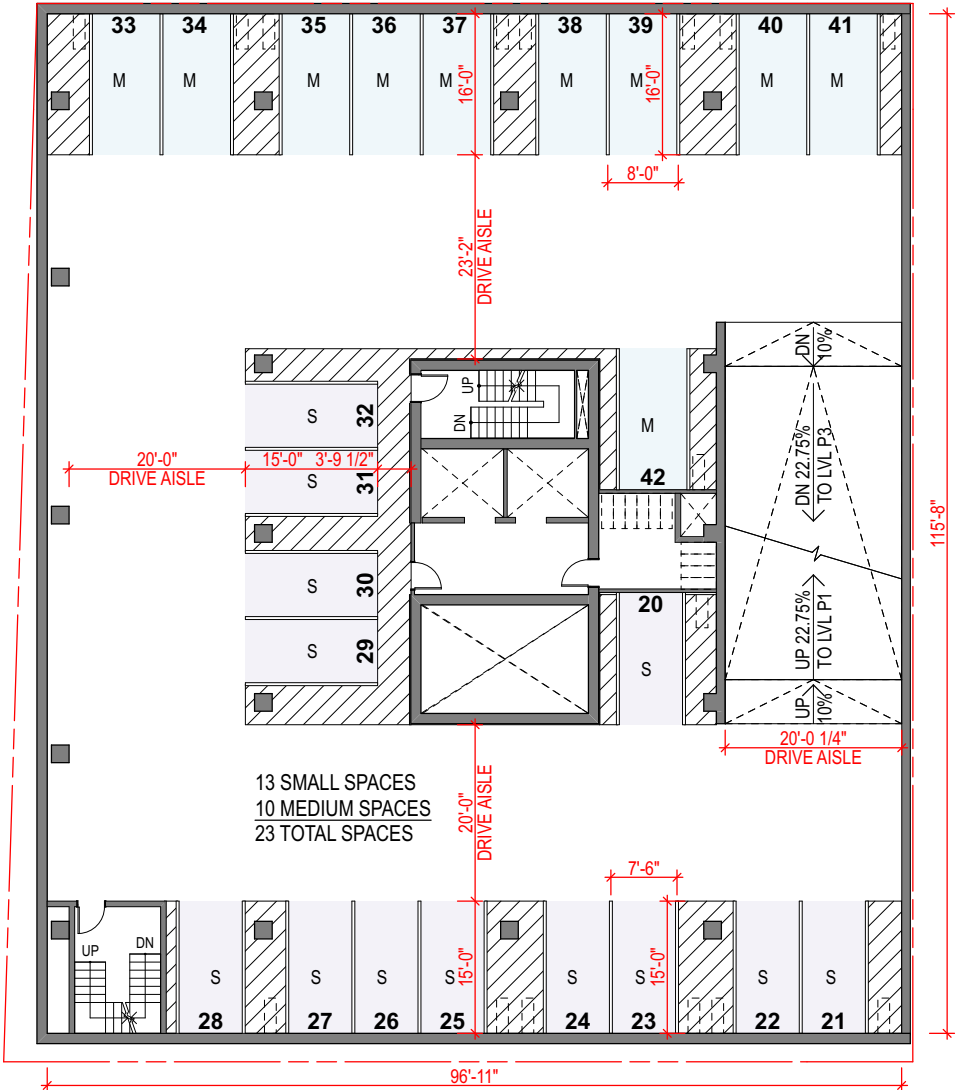 33 34 35 36 37 38 39 40 41
M M M M M M M M M
16'-0" 16'-0"
8'-0"
23'-2"
DRIVE AISLE
DN
10%
UP
DN
S 32
M
42
DN 22.75%
TO LVL P3
20'-0"
DRIVE AISLE
15'-0" 3'-9 1/2"
S 31
115'-8"
S 30
20
S
UP 22.75%
TO LVL P1
S 29
UP
10%
20'-0 1/4"
DRIVE AISLE
13 SMALL SPACES
10 MEDIUM SPACES
23 TOTAL SPACES
20'-0"
DRIVE AISLE
7'-6"
UP DN
15'-0" 15'-0"
S S S S S S S S
28 27 26 25 24 23 22 21
96'-11"